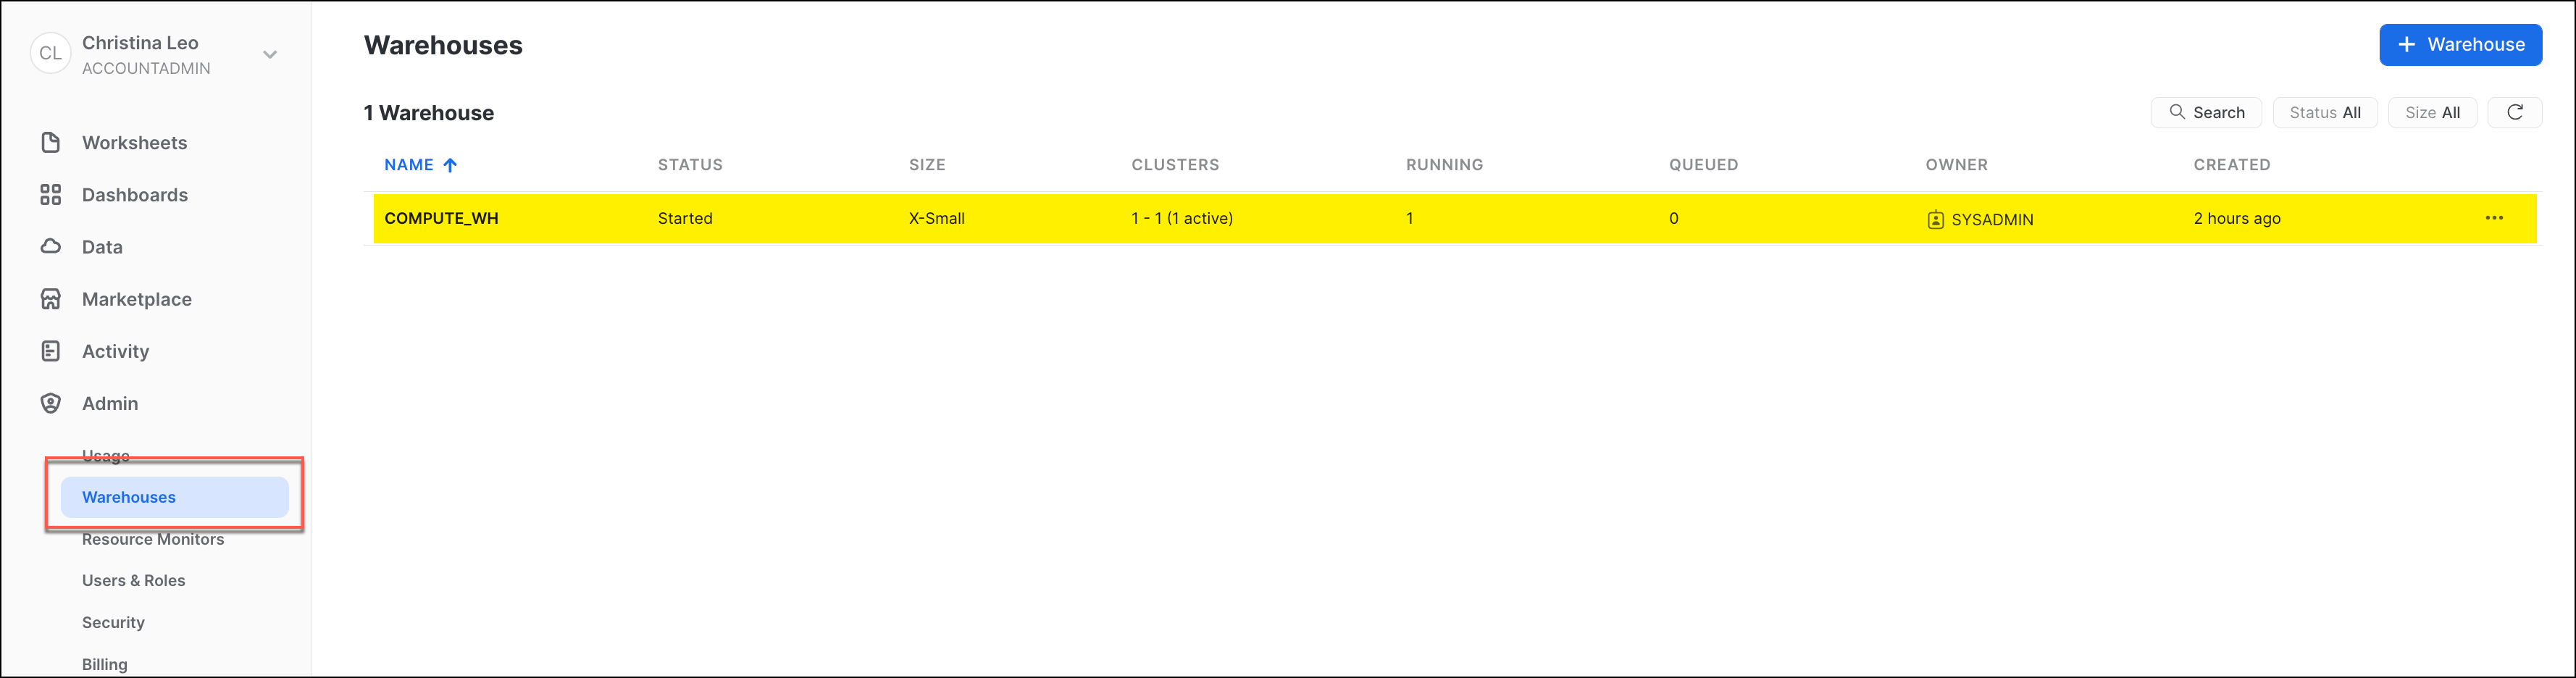 CL
Christina Leo
ACCOUNTADMIN
Worksheets
Dashboards
Data
Marketplace
Activity
Admin
Usage
Warehouses
Resource Monitors
Users & Roles
Security
Billing
Warehouses
+ Warehouse
1 Warehouse
Search Status All Size All
NAME ↑ STATUS SIZE CLUSTERS RUNNING QUEUED OWNER CREATED
COMPUTE_WH Started X-Small 1 - 1 (1 active) 1 0 SYSADMIN 2 hours ago ...